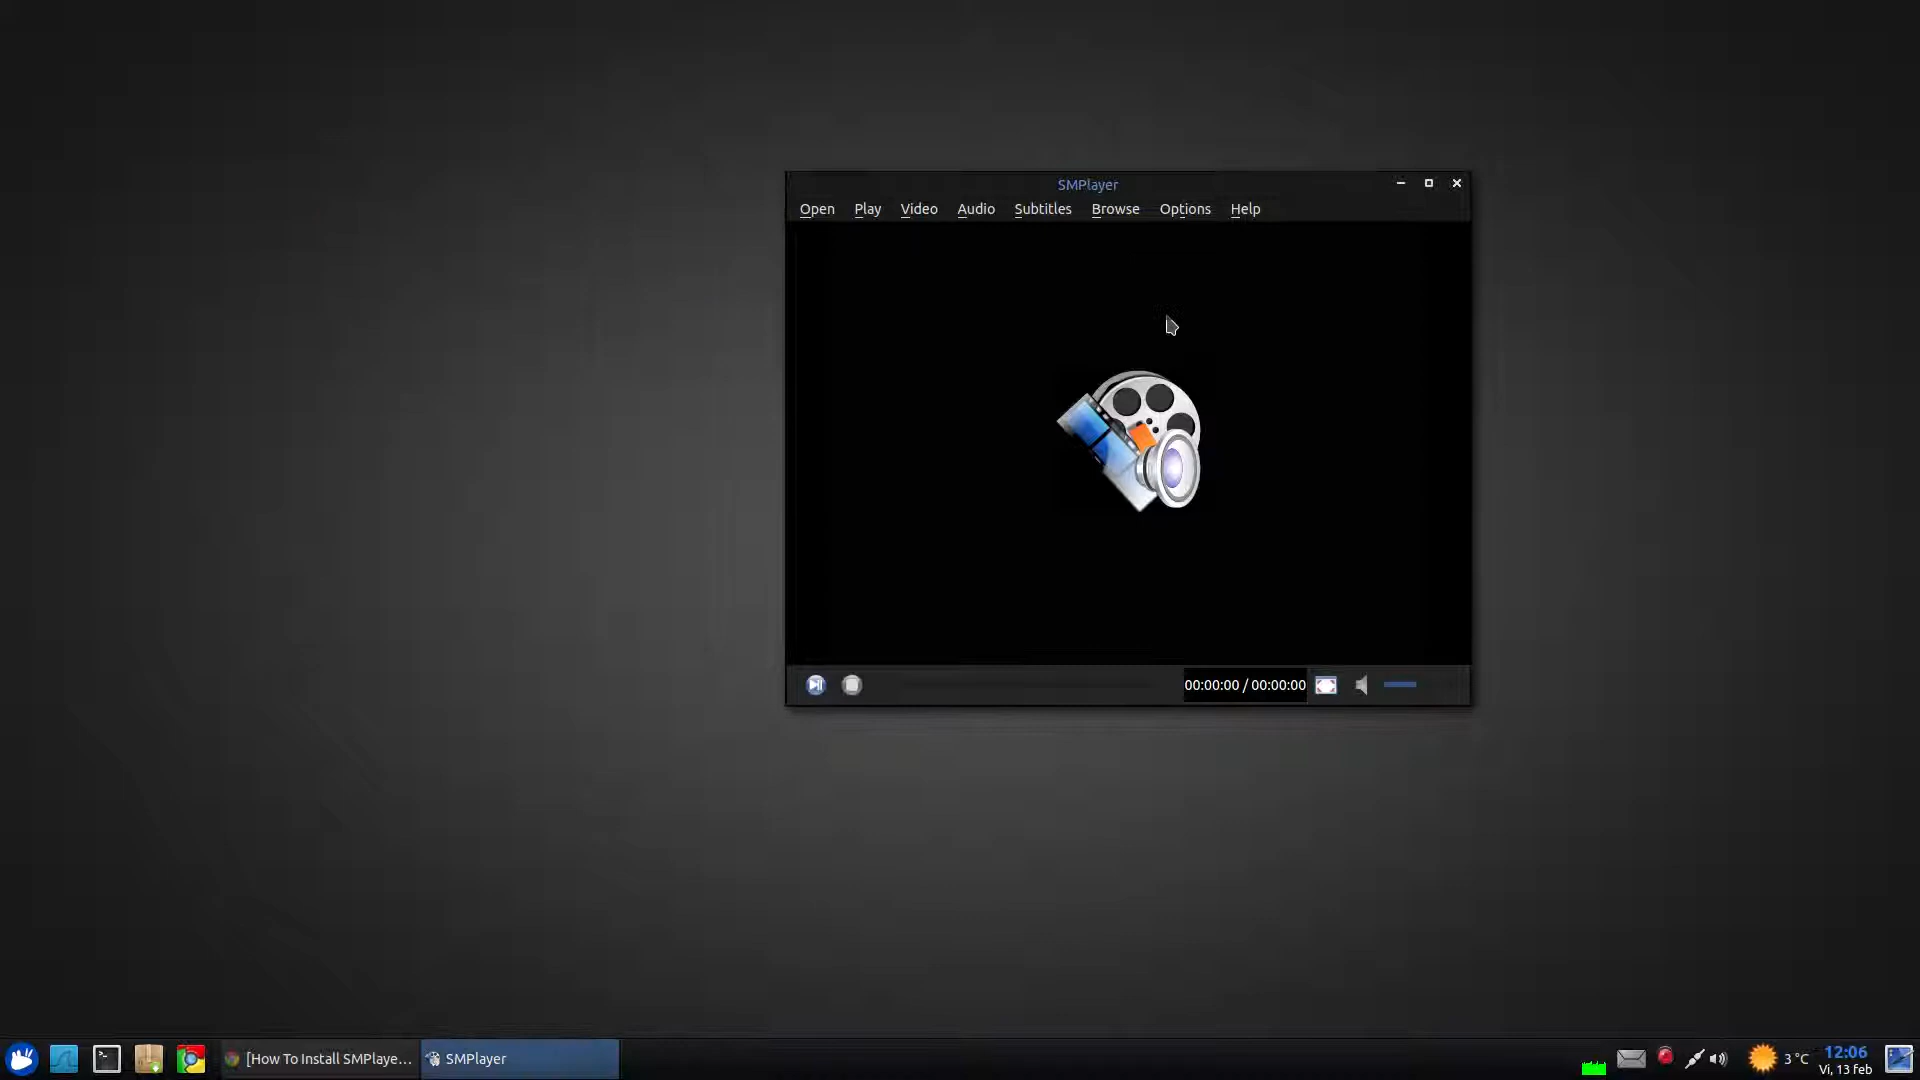 SMPlayer
Open Play Video Audio Subtitles Browse Options Help
00:00:00 / 00:00:00
[How To Install SMPlaye... SMPlayer 3 °C 12:06
Vi, 13 feb